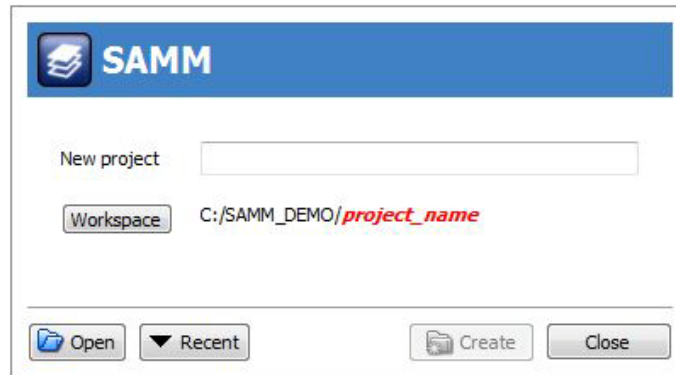 SAMM
New project
Workspace C:/SAMM_DEMO/project_name
Open Recent Create Close